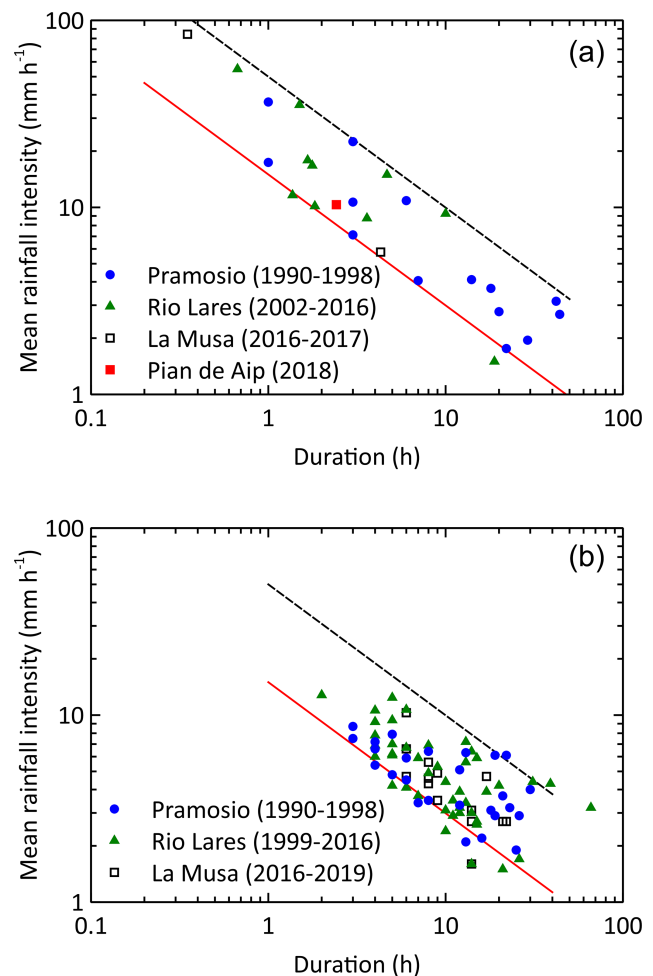 (a)
Mean rainfall intensity (mm h⁻¹)
100
10
1
Pramosio (1990-1998)
Rio Lares (2002-2016)
La Musa (2016-2017)
Pian de Aip (2018)
0.1
1
10
100
Duration (h)
(b)
Mean rainfall intensity (mm h⁻¹)
100
10
1
Pramosio (1990-1998)
Rio Lares (1999-2016)
La Musa (2016-2019)
0.1
1
10
100
Duration (h)